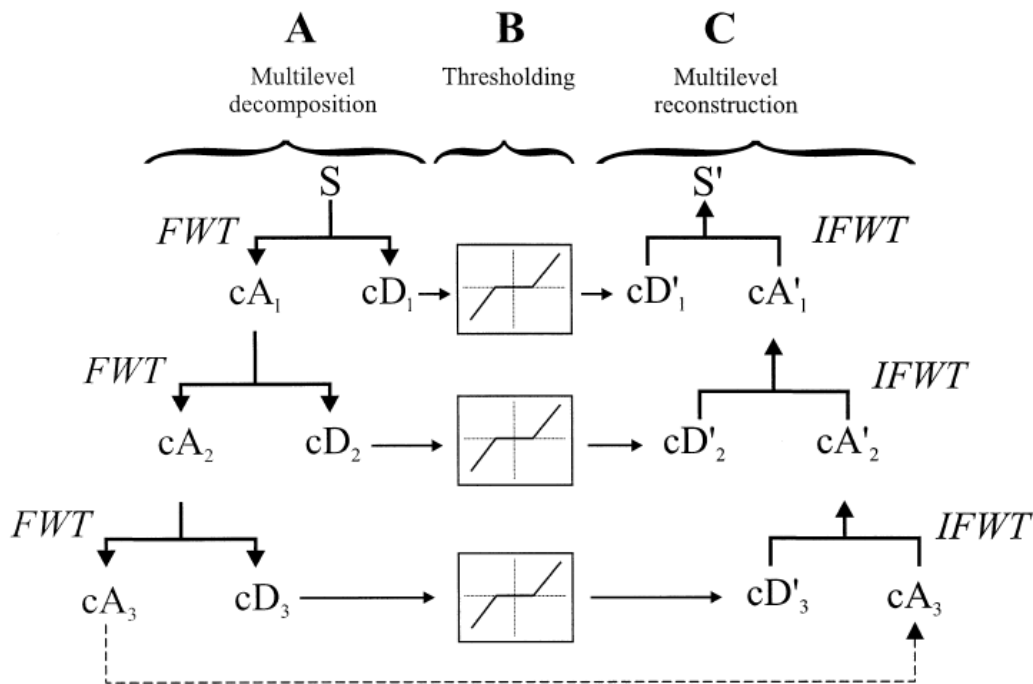 A B C
Multilevel decomposition Thresholding Multilevel reconstruction
S S'
FWT IFWT
cA₁ cD₁ cD'₁ cA'₁
FWT IFWT
cA₂ cD₂ cD'₂ cA'₂
FWT IFWT
cA₃ cD₃ cD'₃ cA₃